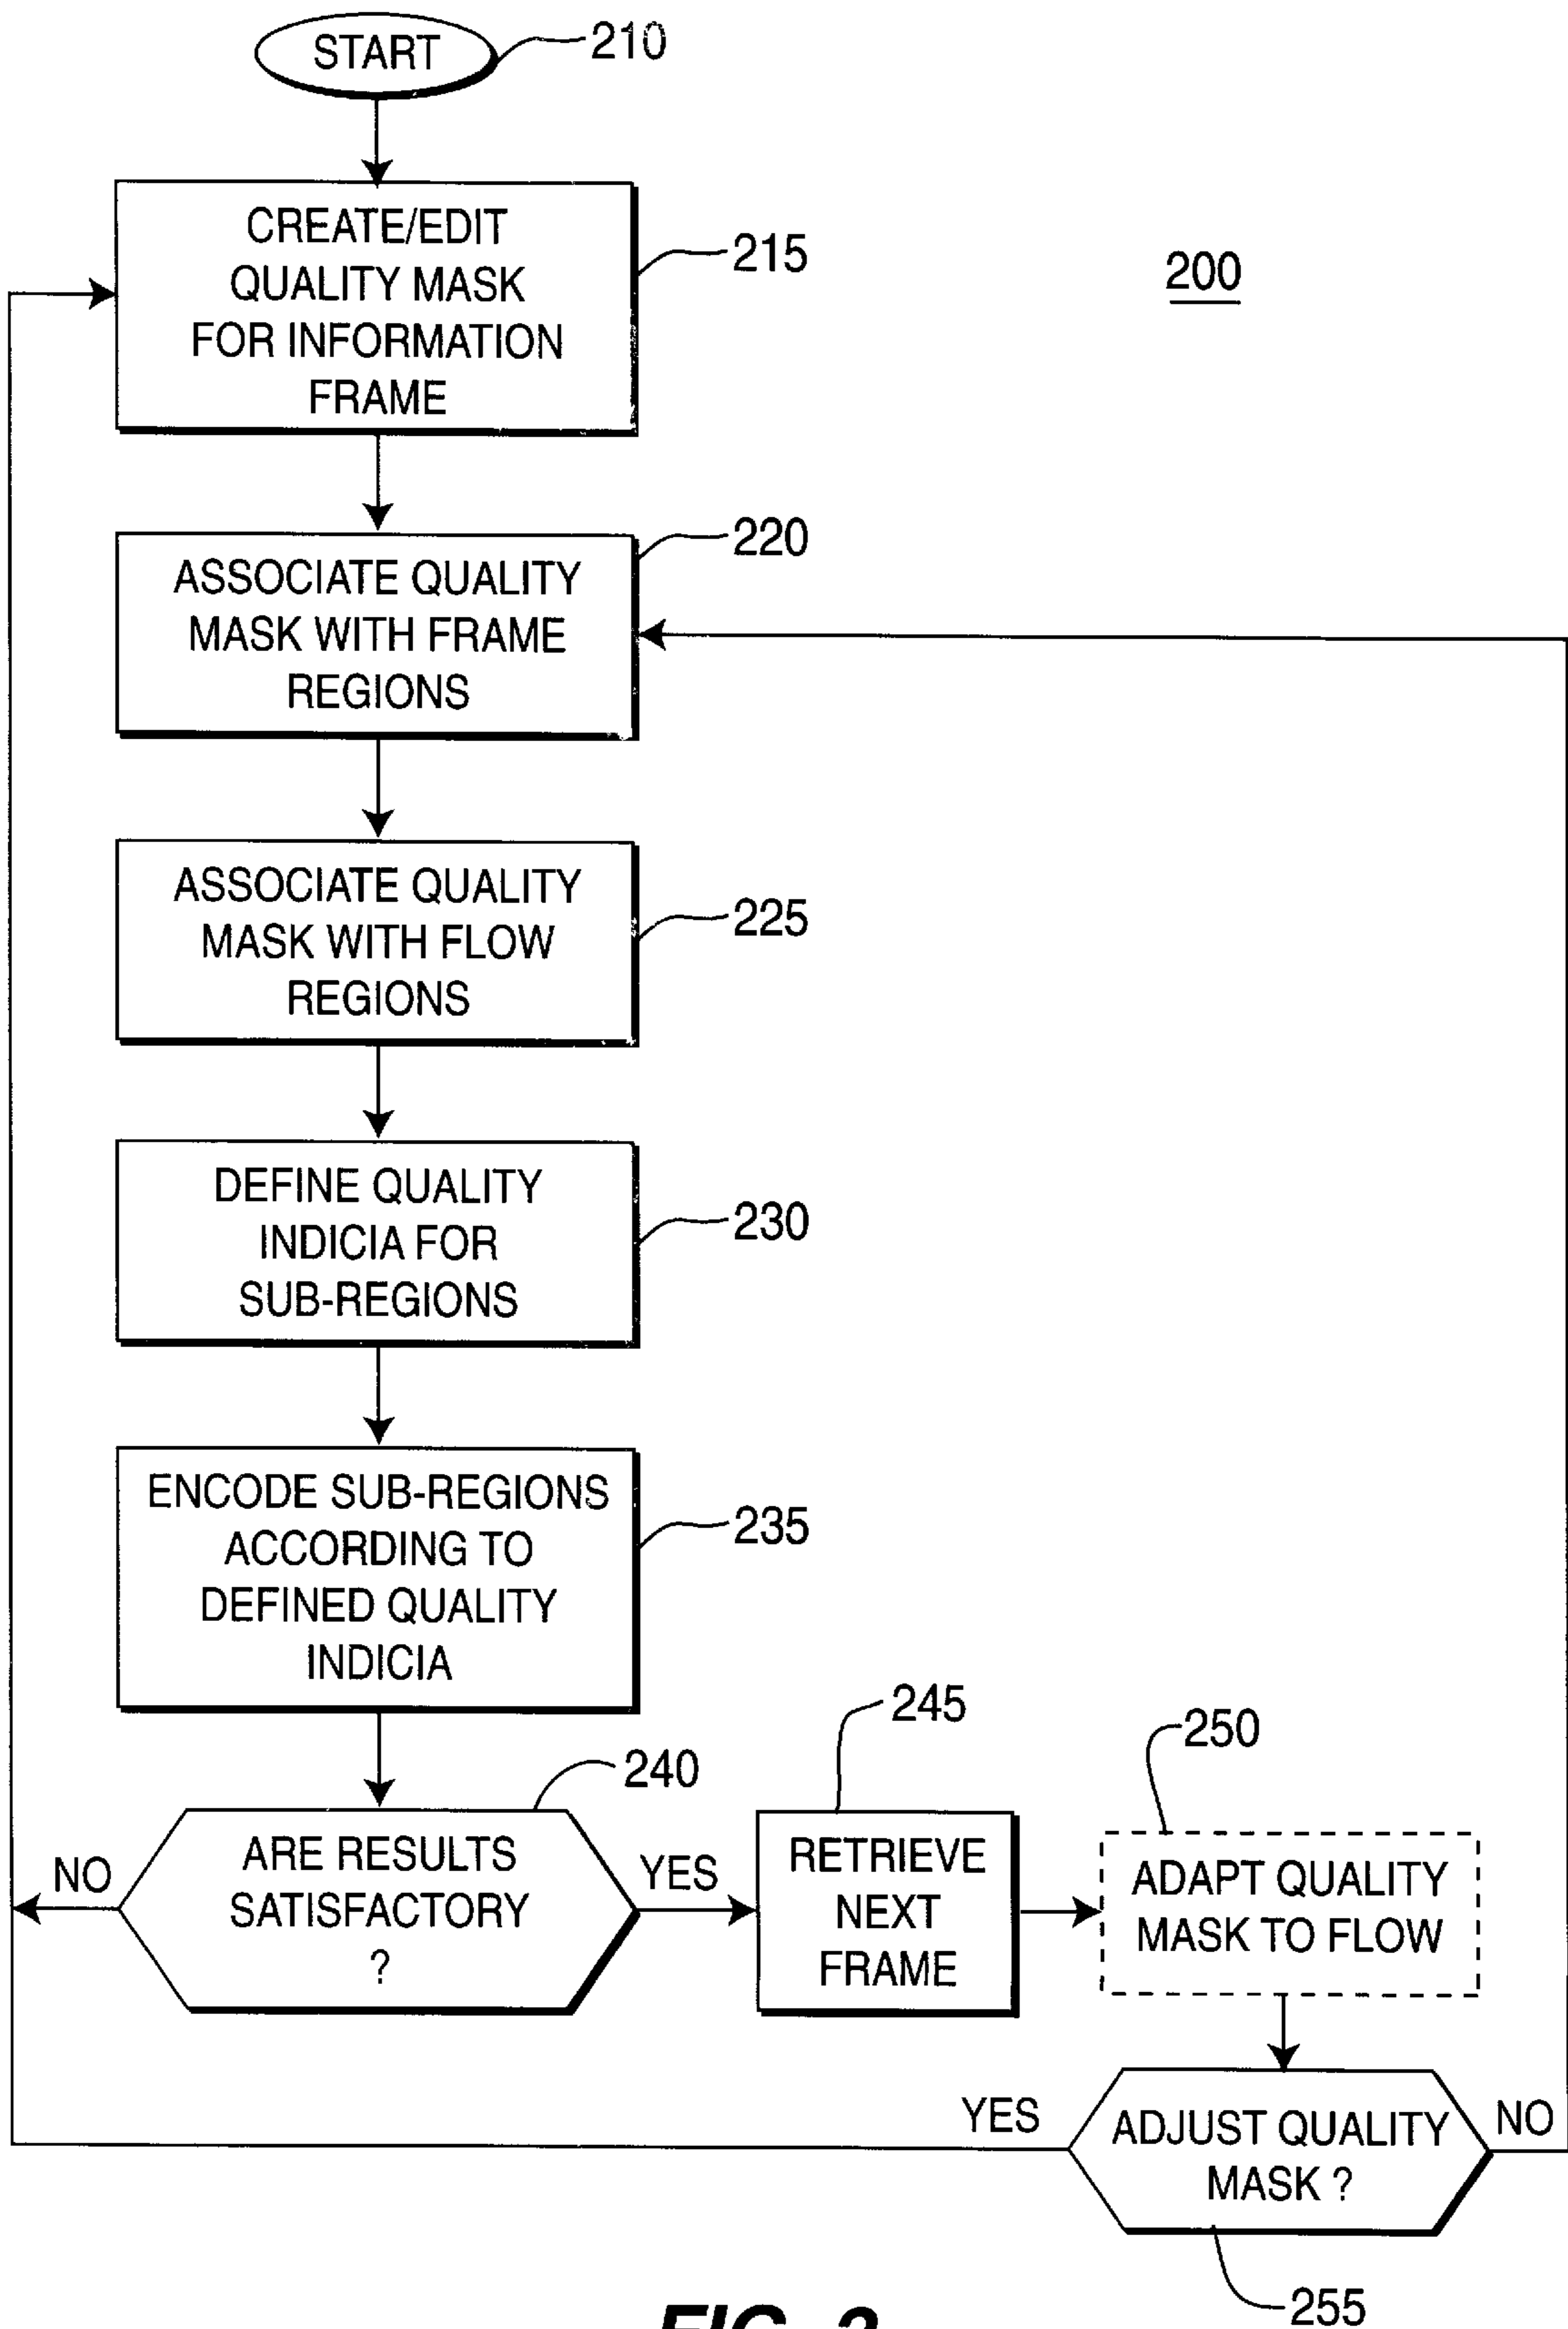 START
210
CREATE/EDIT
QUALITY MASK
FOR INFORMATION
FRAME
215
200
ASSOCIATE QUALITY
MASK WITH FRAME
REGIONS
220
ASSOCIATE QUALITY
MASK WITH FLOW
REGIONS
225
DEFINE QUALITY
INDICIA FOR
SUB-REGIONS
230
ENCODE SUB-REGIONS
ACCORDING TO
DEFINED QUALITY
INDICIA
235
240
ARE RESULTS
SATISFACTORY
?
NO
YES
245
RETRIEVE
NEXT
FRAME
250
ADAPT QUALITY
MASK TO FLOW
YES
ADJUST QUALITY
MASK ?
NO
255
FIG.